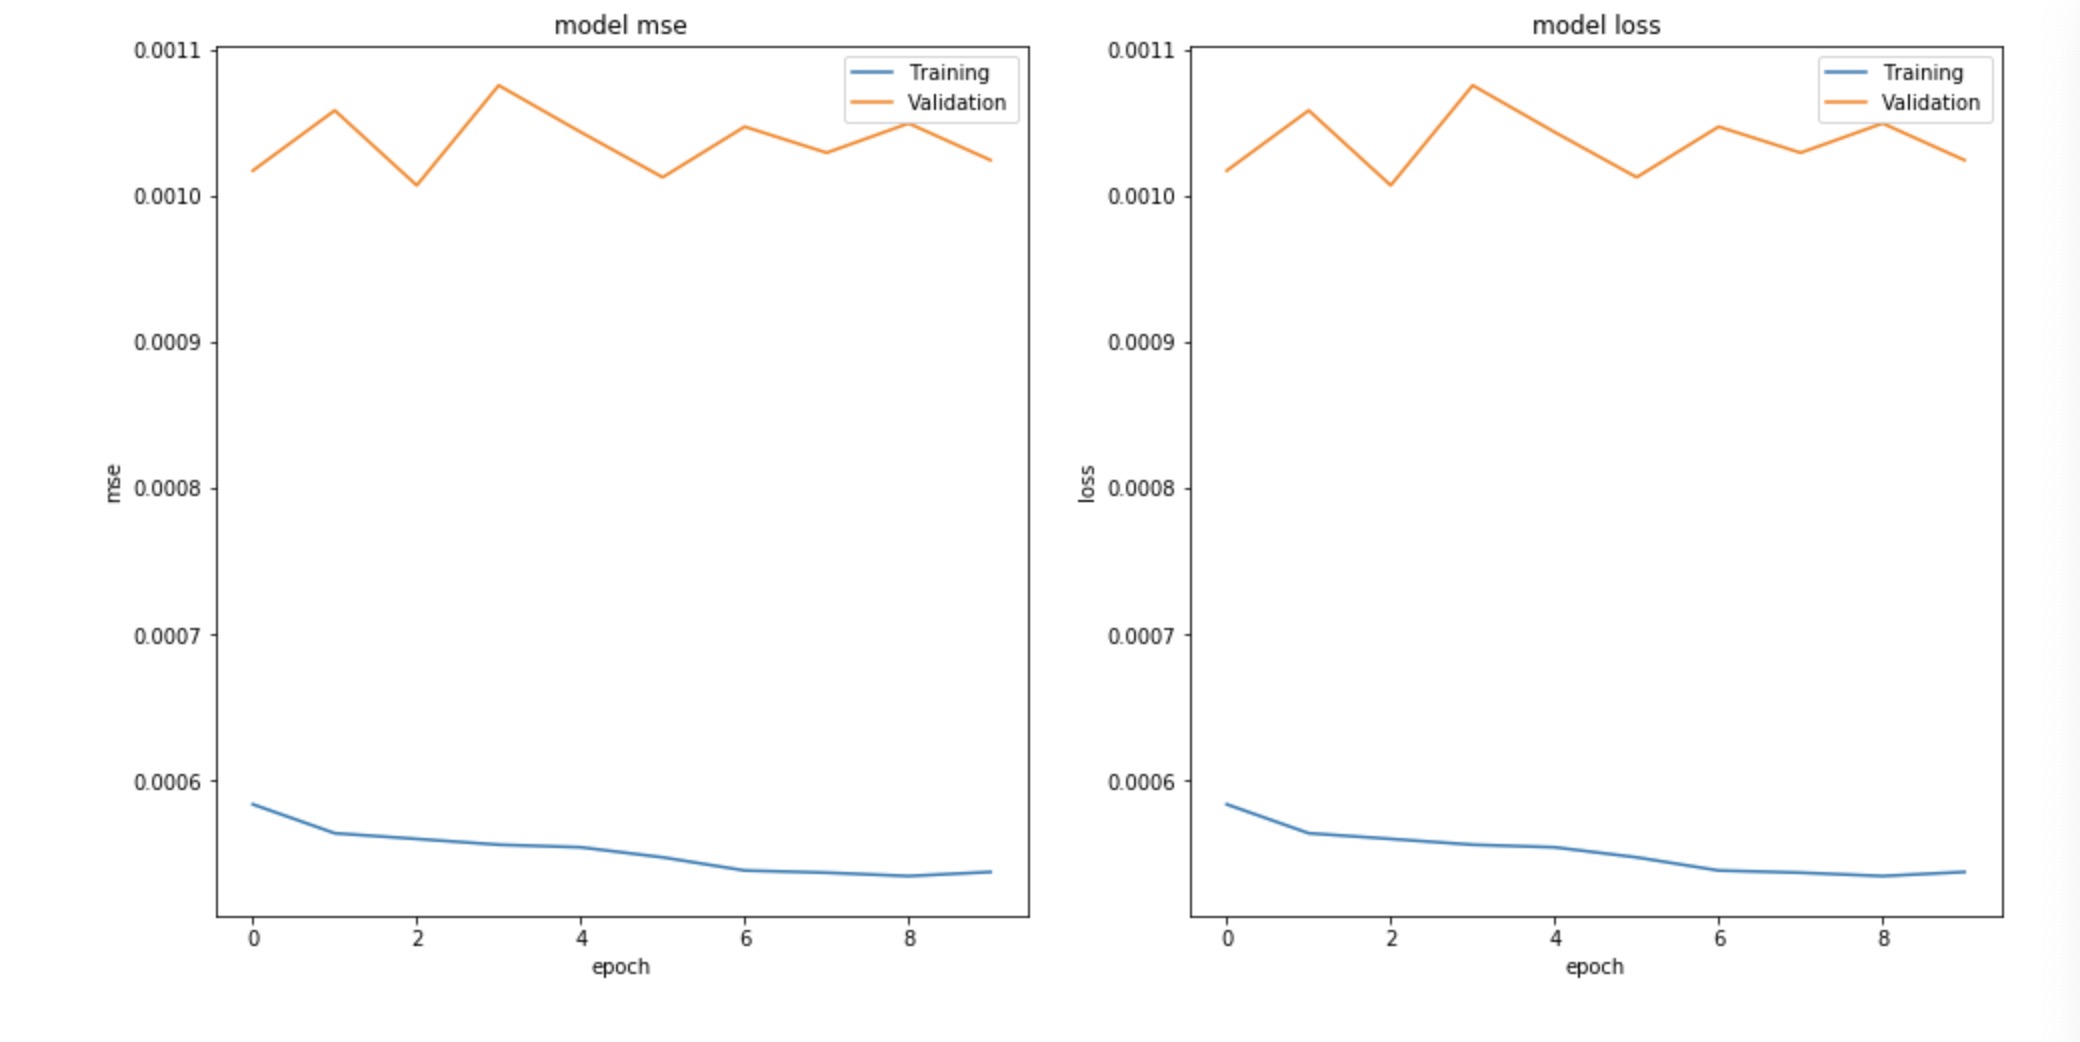 model mse
0.0011
0.0010
0.0009
0.0008
0.0007
0.0006
mse
Training
Validation
0 2 4 6 8
epoch
model loss
0.0011
0.0010
0.0009
0.0008
0.0007
0.0006
loss
Training
Validation
0 2 4 6 8
epoch